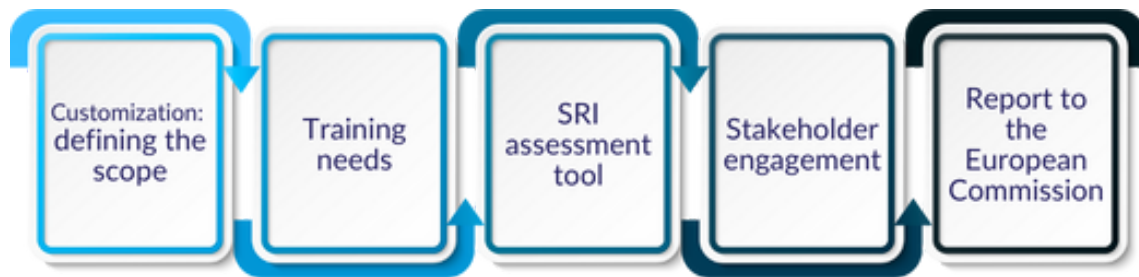 Customization:
defining the
scope
Training
needs
SRI
assessment
tool
Stakeholder
engagement
Report to
the
European
Commission